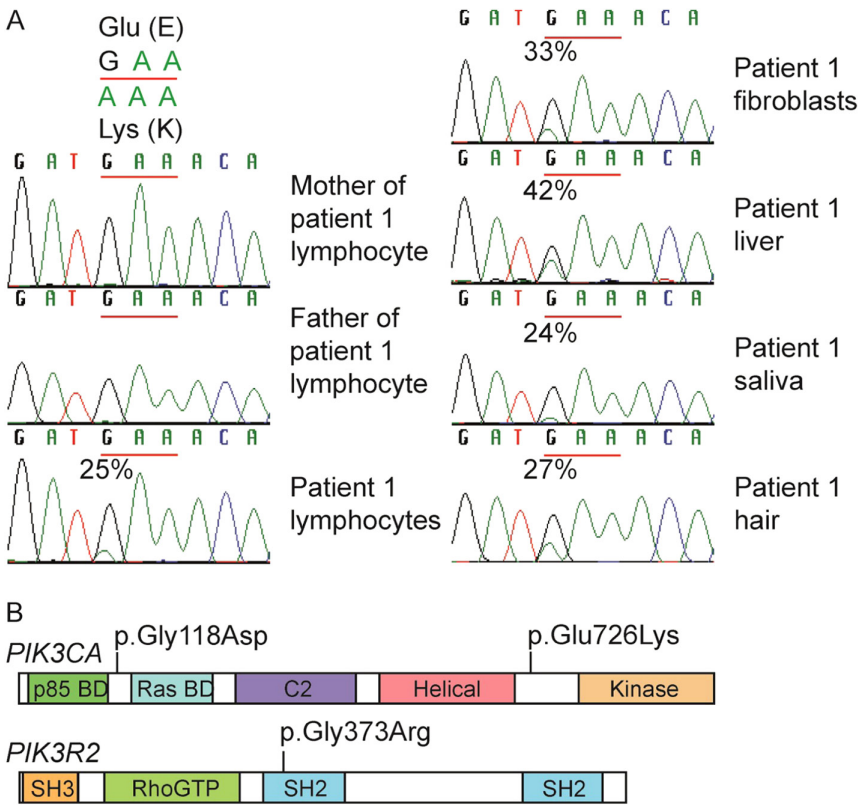 A
Glu (E)
G A A
A A A
Lys (K)
G A T G A A A C A
Mother of
patient 1
lymphocyte
G A T G A A A C A
Father of
patient 1
lymphocyte
G A T G A A A C A
25%
Patient 1
lymphocytes
G A T G A A A C A
33%
Patient 1
fibroblasts
G A T G A A A C A
42%
Patient 1
liver
G A T G A A A C A
24%
Patient 1
saliva
G A T G A A A C A
27%
Patient 1
hair
B
p.Gly118Asp p.Glu726Lys
PIK3CA
p85 BD Ras BD C2 Helical Kinase
p.Gly373Arg
PIK3R2
SH3 RhoGTP SH2 SH2